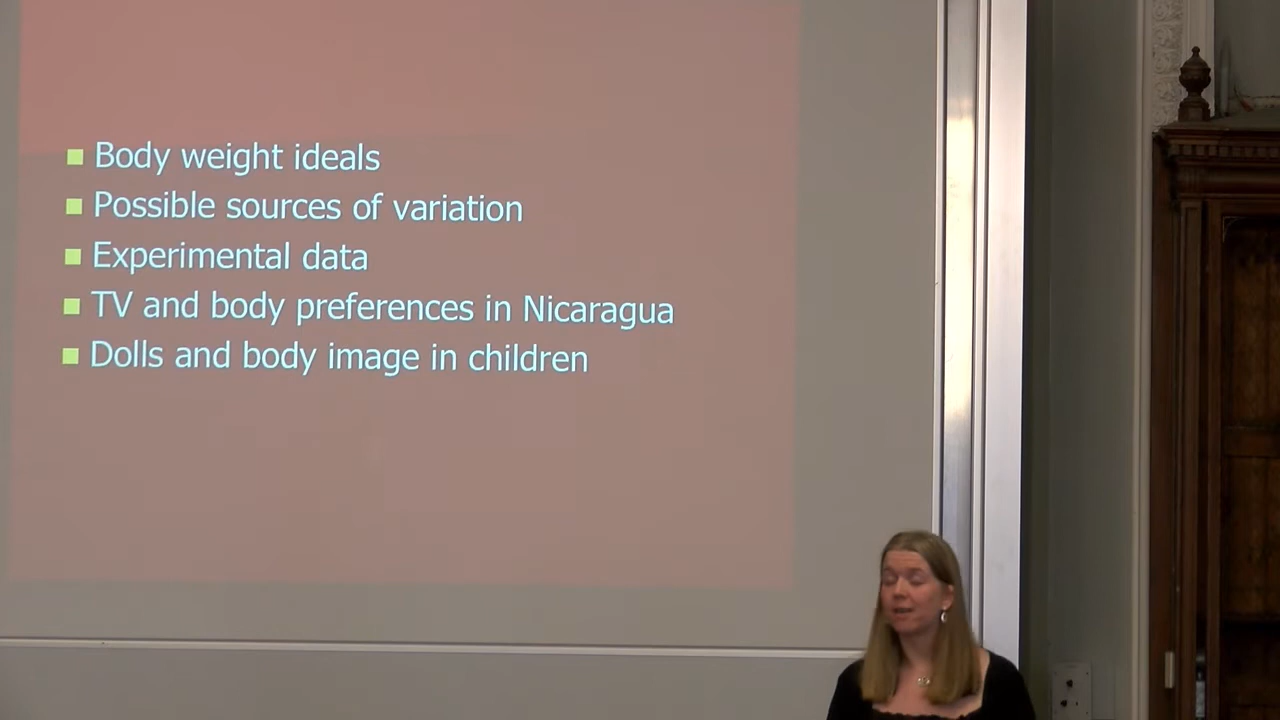 Body weight ideals
Possible sources of variation
Experimental data
TV and body preferences in Nicaragua
Dolls and body image in children